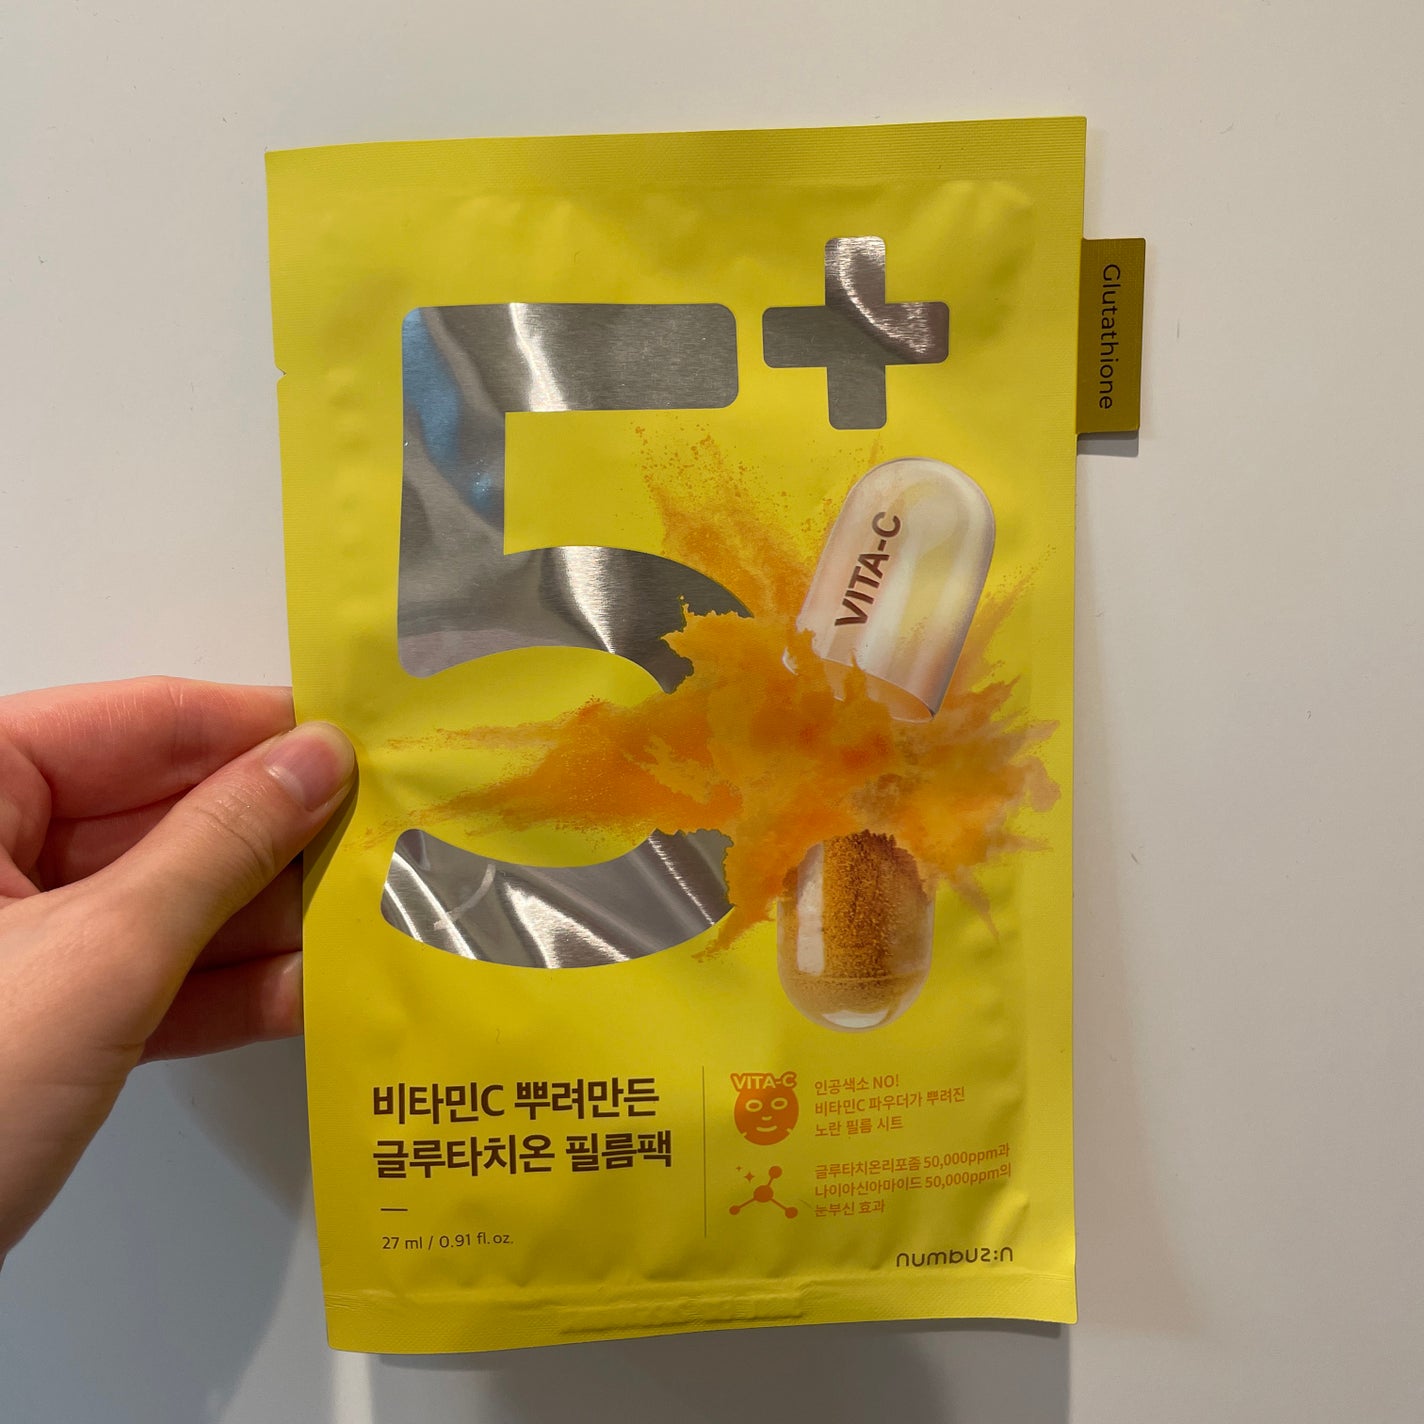 5+
Glutathione
VITA-C
비타민C 뿌려만든
글루타치온 필름팩
27 ml / 0.91 fl.oz.
VITA-C
인공색소 NO!
비타민C 파우더가 뿌려진
노란 필름 시트
글루타치온리포좀 50,000ppm과
나이아신아마이드 50,000ppm의
눈부신 효과
numbuz:n